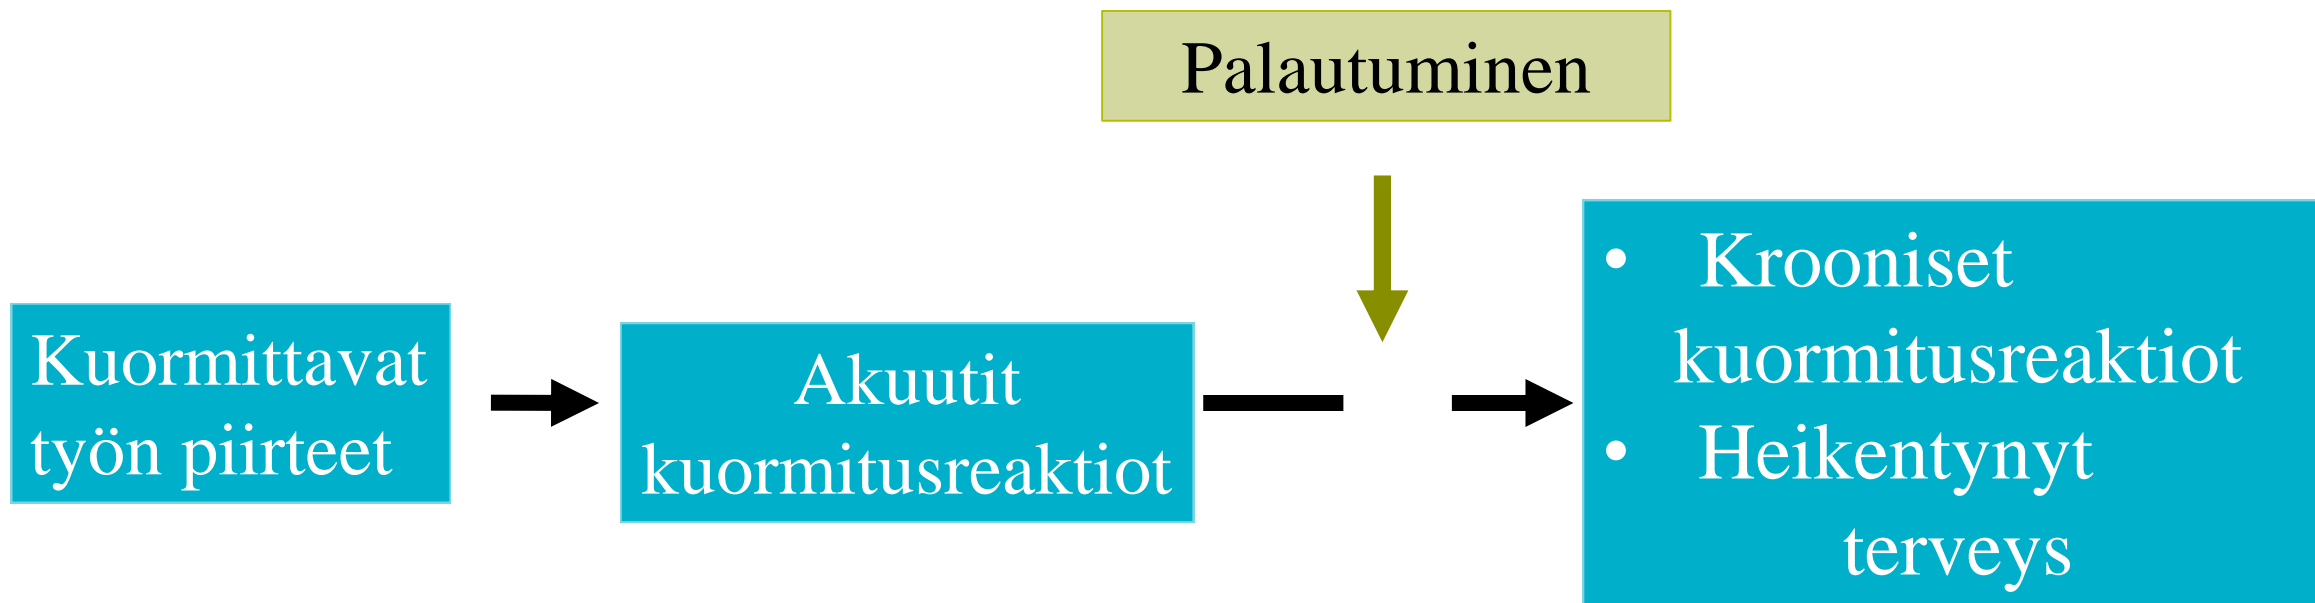 Palautuminen
Kuormittavat
työn piirteet
Akuutit
kuormitusreaktiot
• Krooniset
kuormitusreaktiot
• Heikentynyt
terveys